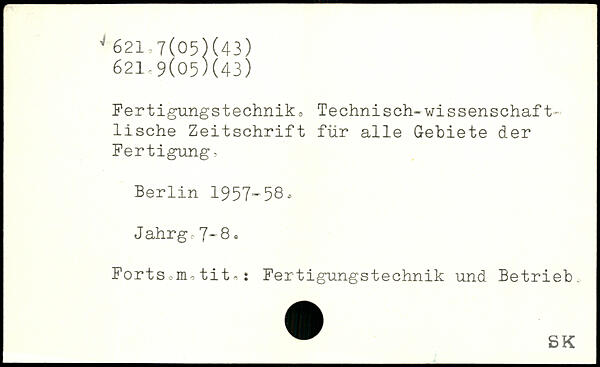 621.7(05)(43)
621.9(05)(43)
Fertigungstechnik. Technisch-wissenschaft-
lische Zeitschrift für alle Gebiete der
Fertigung.
Berlin 1957-58.
Jahrg.7-8.
Forts.m.tit.: Fertigungstechnik und Betrieb.
SK